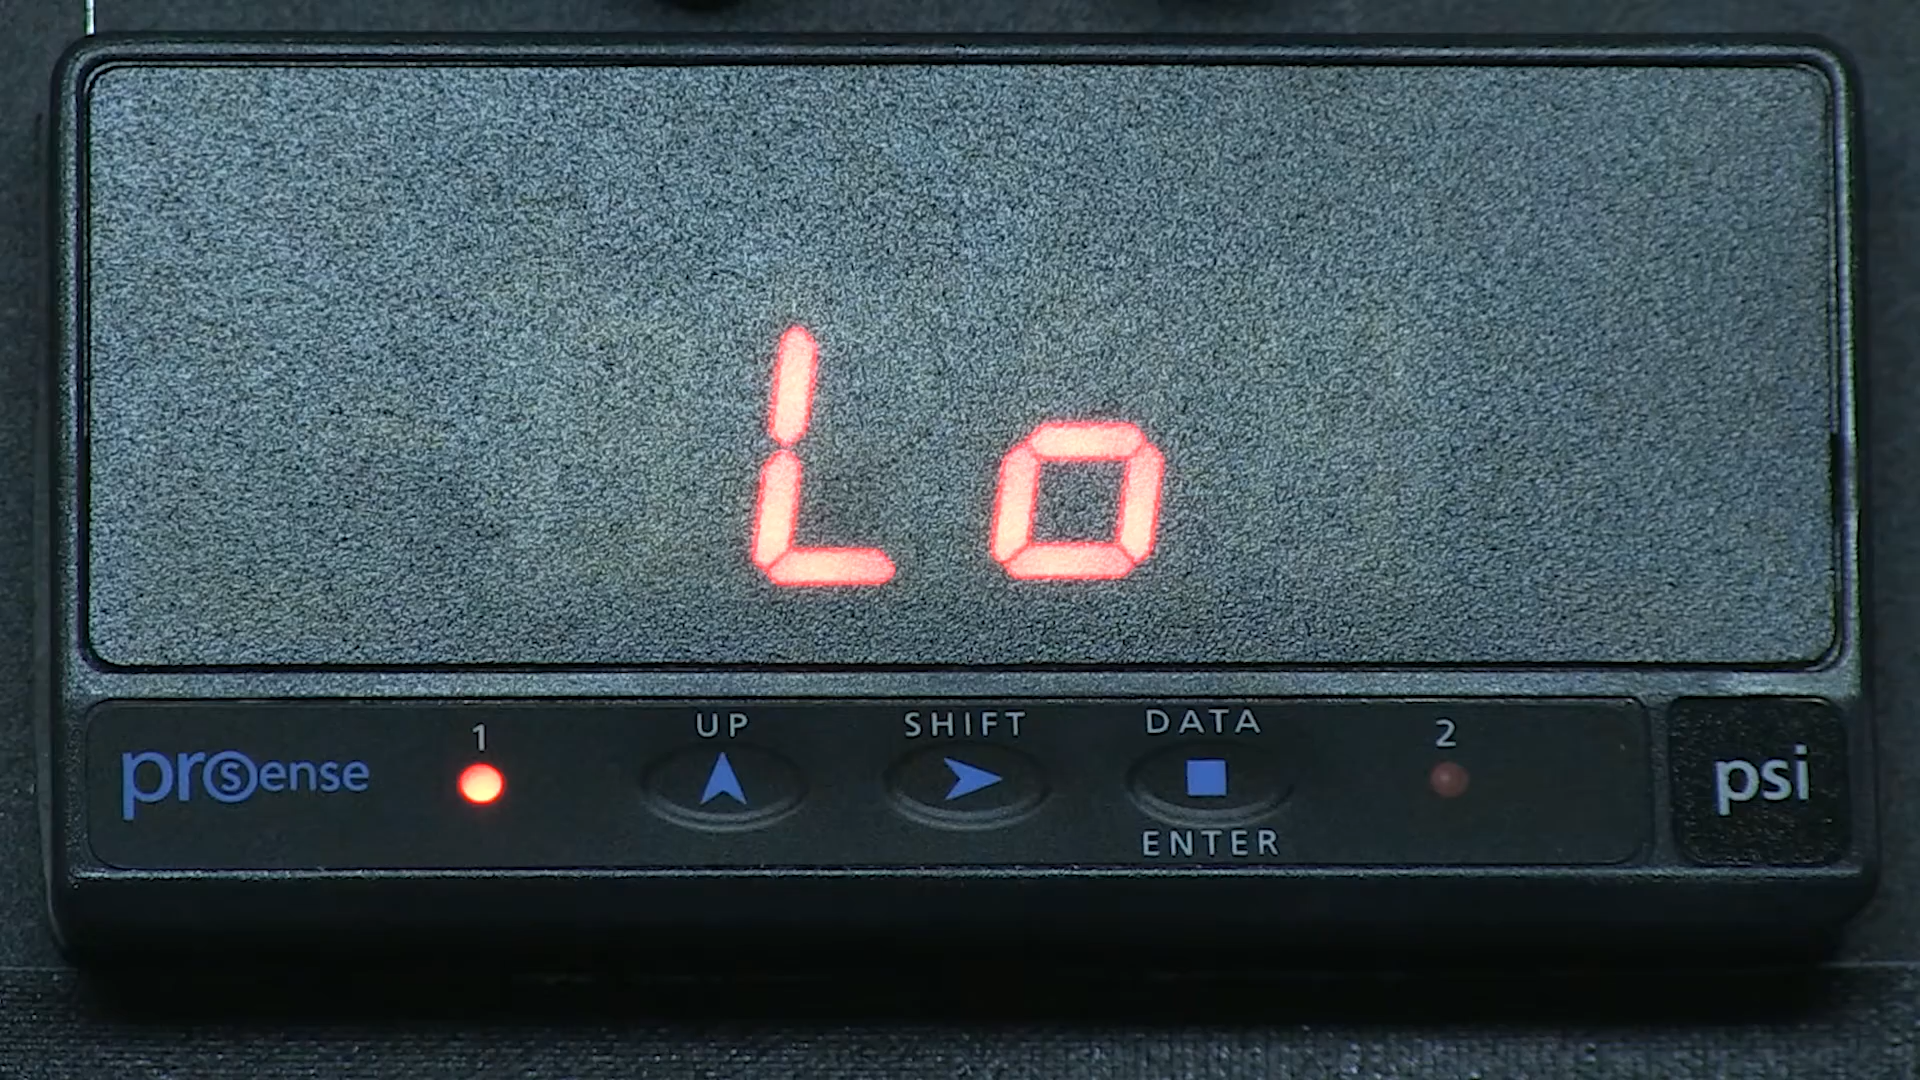 Lo
prosense
1
UP
SHIFT
DATA
ENTER
2
psi